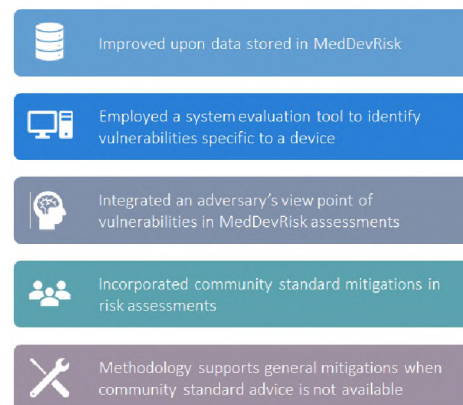 Improved upon data stored in MedDevRisk
Employed a system evaluation tool to identify
vulnerabilities specific to a device
Integrated an adversary's view point of
vulnerabilities in MedDevRisk assessments
Incorporated community standard mitigations in
risk assessments
Methodology supports general mitigations when
community standard advice is not available